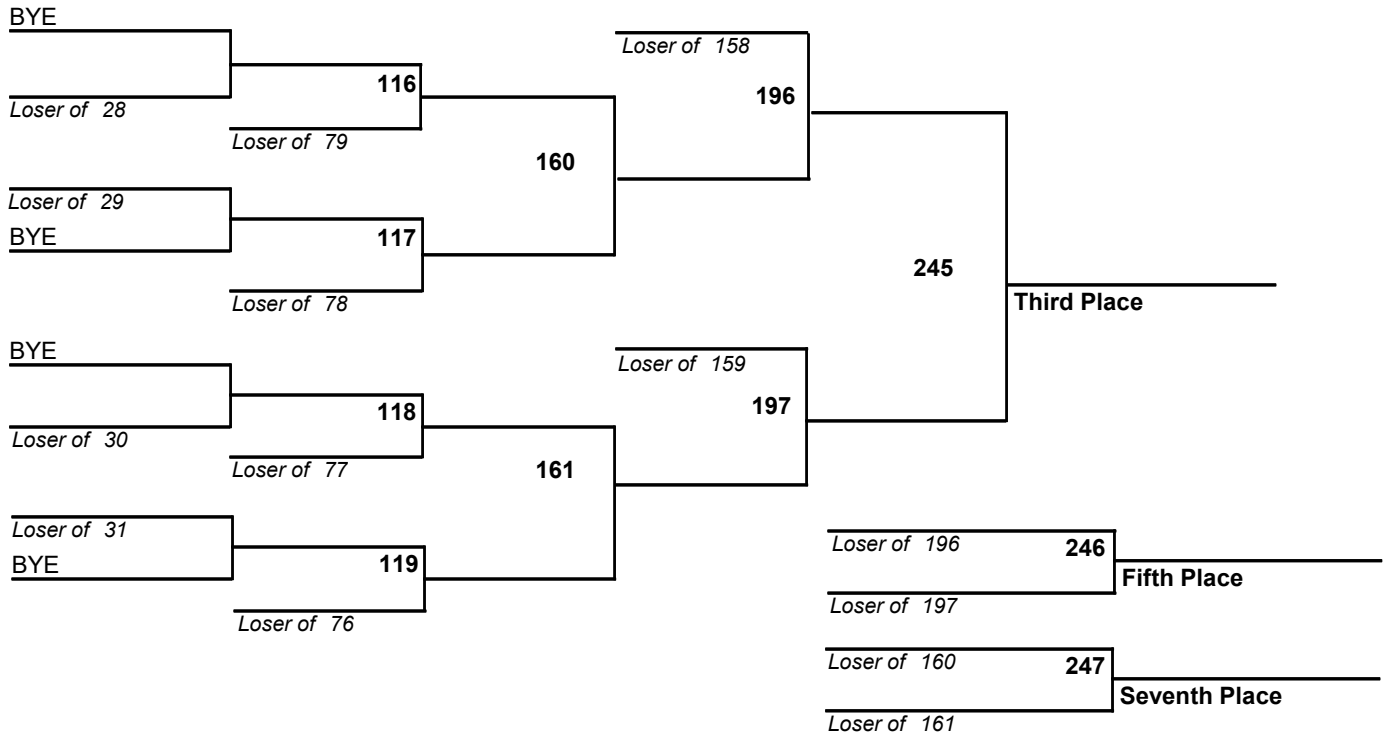 BYE
Loser of 158
116
196
Loser of 28
Loser of 79
160
Loser of 29
BYE
117
245
Loser of 78
Third Place
BYE
Loser of 159
118
197
Loser of 30
Loser of 77
161
Loser of 31
BYE
119
Loser of 76
Loser of 196
246
Fifth Place
Loser of 197
Loser of 160
247
Seventh Place
Loser of 161